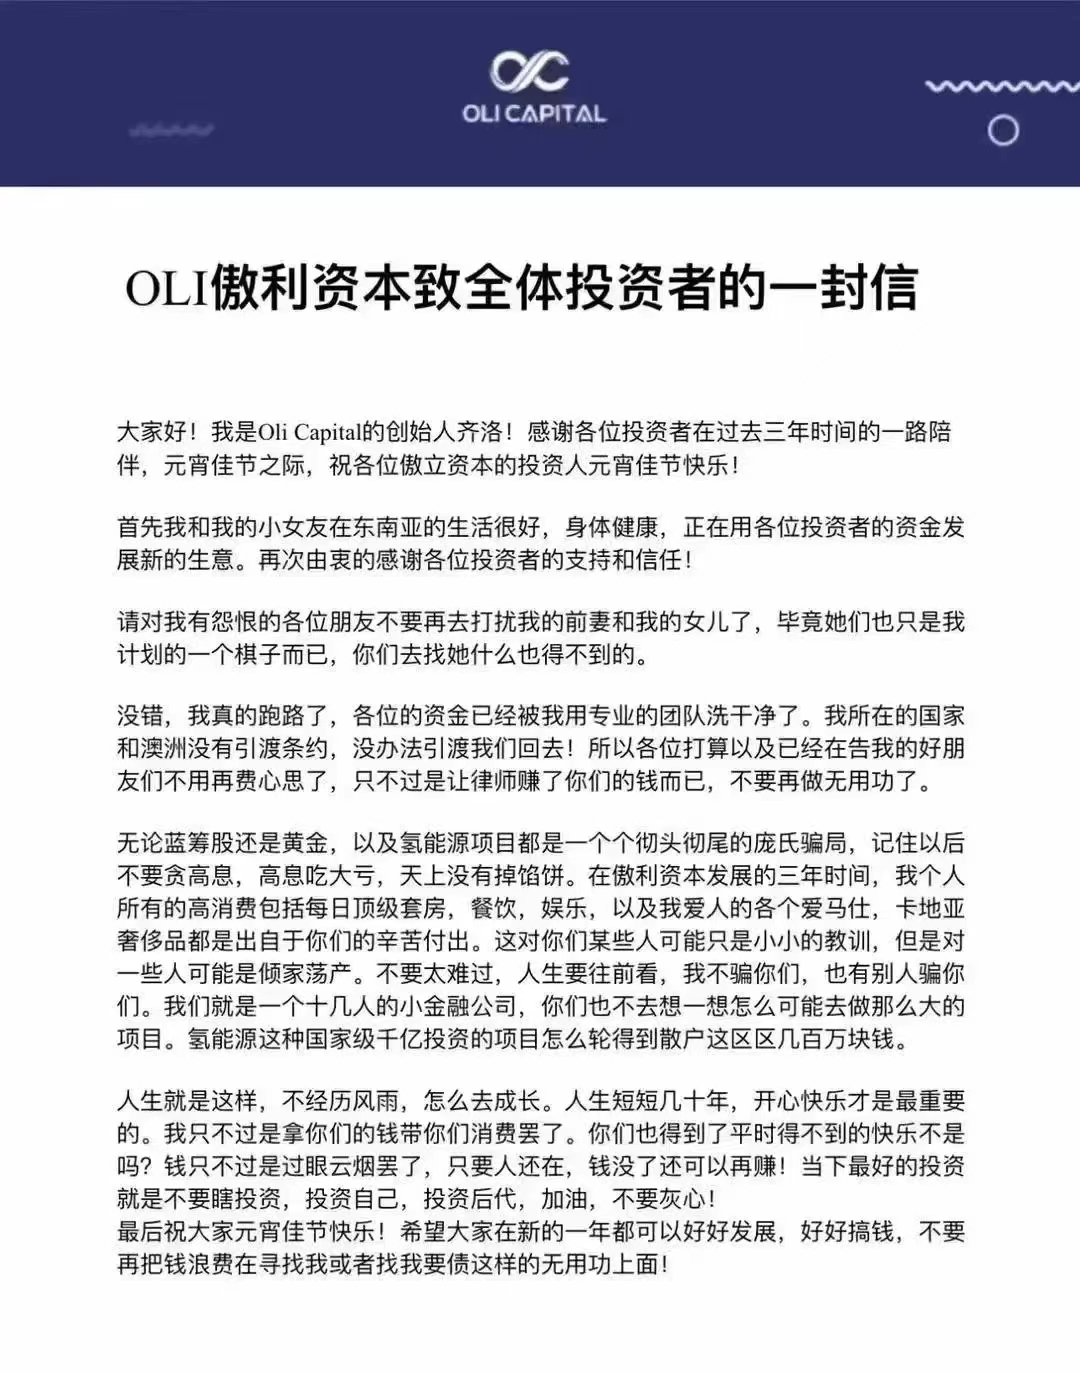 OLI CAPITAL
OLI傲利资本致全体投资者的一封信
大家好！我是Oli Capital的创始人齐洛！感谢各位投资者在过去三年时间的一路陪
伴，元宵佳节之际，祝各位傲立资本的投资人元宵佳节快乐！
首先我和我的小女友在东南亚的生活很好，身体健康，正在用各位投资者的资金发
展新的生意。再次由衷的感谢各位投资者的支持和信任！
请对我有怨恨的各位朋友不要再去打扰我的前妻和我的女儿了，毕竟她们也只是我
计划的一个棋子而已，你们去找她什么也得不到的。
没错，我真的跑路了，各位的资金已经被我用专业的团队洗干净了。我所在的国家
和澳洲没有引渡条约，没办法引渡我们回去！所以各位打算以及已经在告我的好朋
友们不用再费心思了，只不过是让律师赚了你们的钱而已，不要再做无用功了。
无论蓝筹股还是黄金，以及氢能源项目都是一个个彻头彻尾的庞氏骗局，记住以后
不要贪高息，高息吃大亏，天上没有掉馅饼。在傲利资本发展的三年时间，我个人
所有的高消费包括每日顶级套房，餐饮，娱乐，以及我爱人的各个爱马仕，卡地亚
奢侈品都是出自于你们的辛苦付出。这对你们某些人可能只是小小的教训，但是对
一些人可能是倾家荡产。不要太难过，人生要往前看，我不骗你们，也有别人骗你
们。我们就是一个十几人的小金融公司，你们也不去想一想怎么可能去做那么大的
项目。氢能源这种国家级千亿投资的项目怎么轮得到散户这区区几百万块钱。
人生就是这样，不经历风雨，怎么去成长。人生短短几十年，开心快乐才是最重要
的。我只不过是拿你们的钱带你们消费罢了。你们也得到了平时得不到的快乐不是
吗？钱只不过是过眼云烟罢了，只要人还在，钱没了还可以再赚！当下最好的投资
就是不要瞎投资，投资自己，投资后代，加油，不要灰心！
最后祝大家元宵佳节快乐！希望大家在新的一年都可以好好发展，好好搞钱，不要
再把钱浪费在寻找我或者找我要债这样的无用功上面！